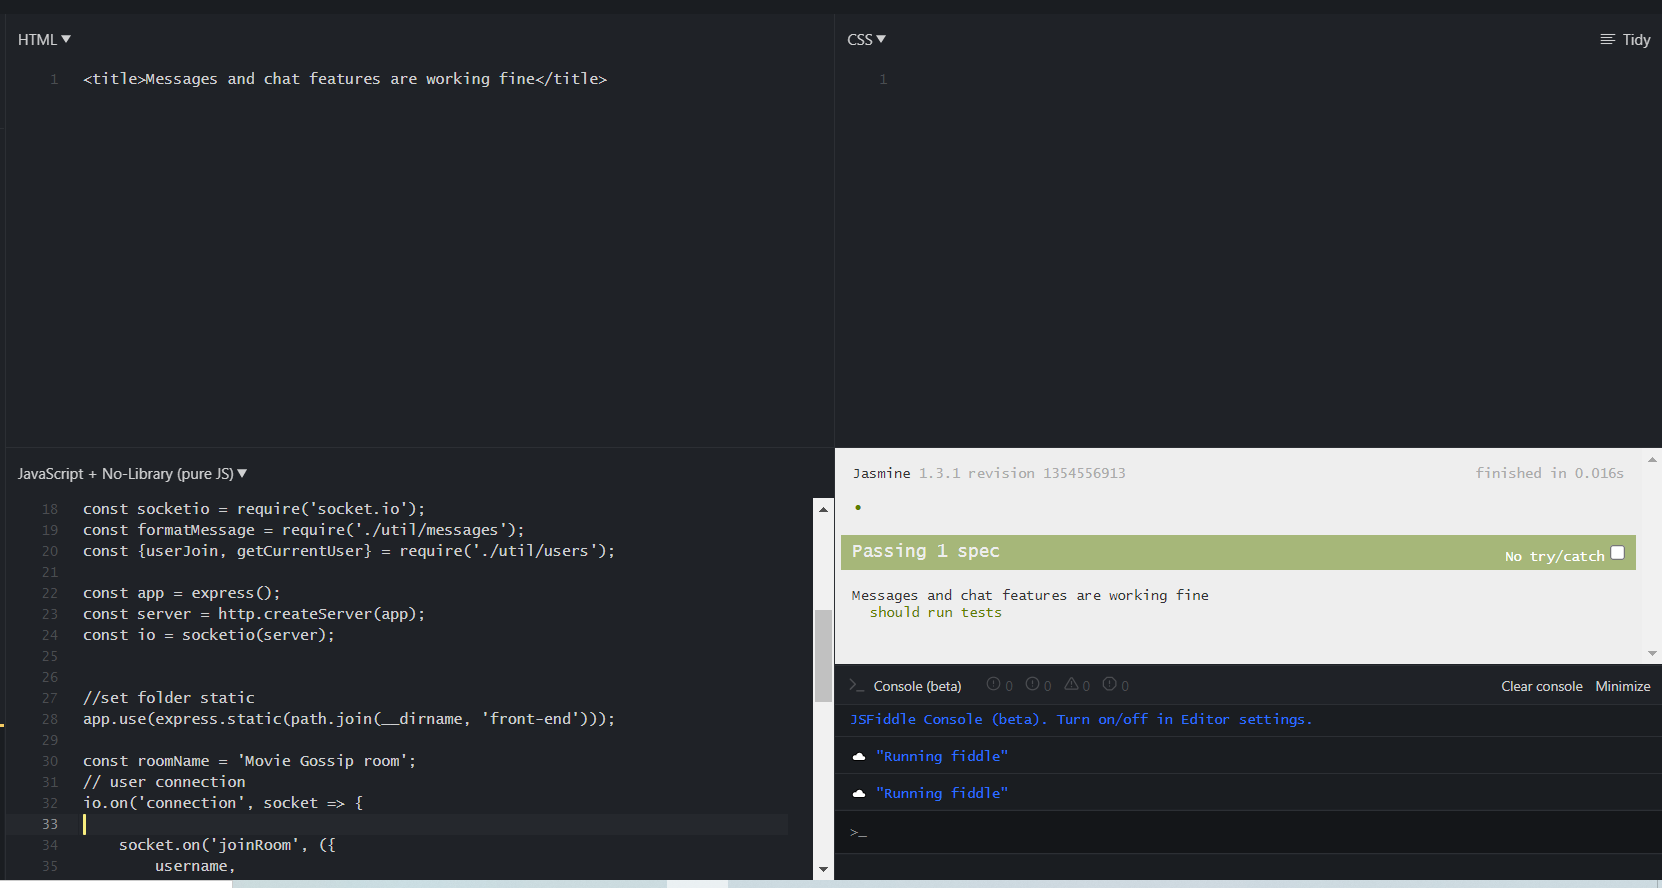 HTML
1 <title>Messages and chat features are working fine</title>
CSS
Tidy
1
JavaScript + No-Library (pure JS)
18 const socketio = require('socket.io');
19 const formatMessage = require('./util/messages');
20 const {userJoin, getCurrentUser} = require('./util/users');
21
22 const app = express();
23 const server = http.createServer(app);
24 const io = socketio(server);
25
26
27 //set folder static
28 app.use(express.static(path.join(__dirname, 'front-end')));
29
30 const roomName = 'Movie Gossip room';
31 // user connection
32 io.on('connection', socket => {
33
34 socket.on('joinRoom', ({
35 username,
Jasmine 1.3.1 revision 1354556913
finished in 0.016s
Passing 1 spec
No try/catch
Messages and chat features are working fine
should run tests
>_ Console (beta) 0 0 0 0
Clear console Minimize
JSFiddle Console (beta). Turn on/off in Editor settings.
"Running fiddle"
"Running fiddle"
>_